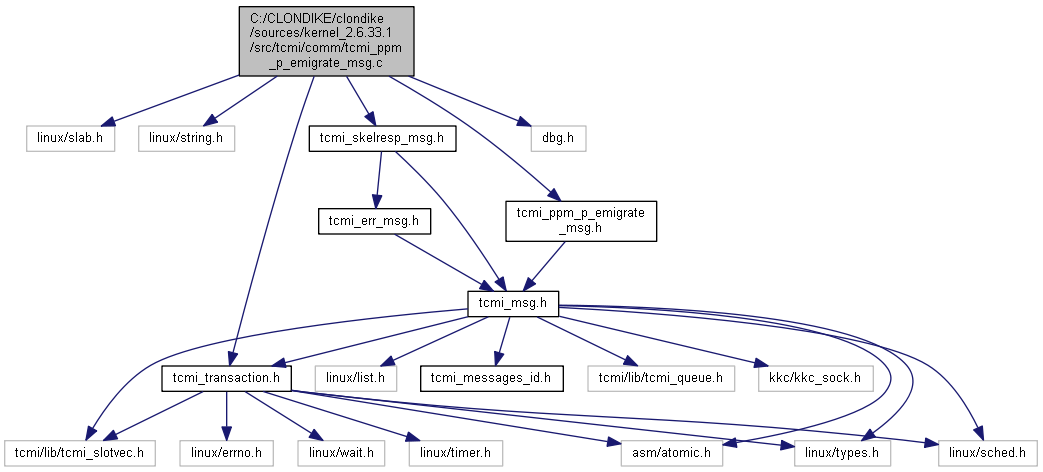 C:/CLONDIKE/clondike
/sources/kernel_2.6.33.1
/src/tcmi/comm/tcmi_ppm
_p_emigrate_msg.c
linux/slab.h
linux/string.h
tcmi_skelresp_msg.h
dbg.h
tcmi_err_msg.h
tcmi_ppm_p_emigrate
_msg.h
tcmi_msg.h
tcmi_transaction.h
linux/list.h
tcmi_messages_id.h
tcmi/lib/tcmi_queue.h
kkc/kkc_sock.h
tcmi/lib/tcmi_slotvec.h
linux/errno.h
linux/wait.h
linux/timer.h
asm/atomic.h
linux/types.h
linux/sched.h